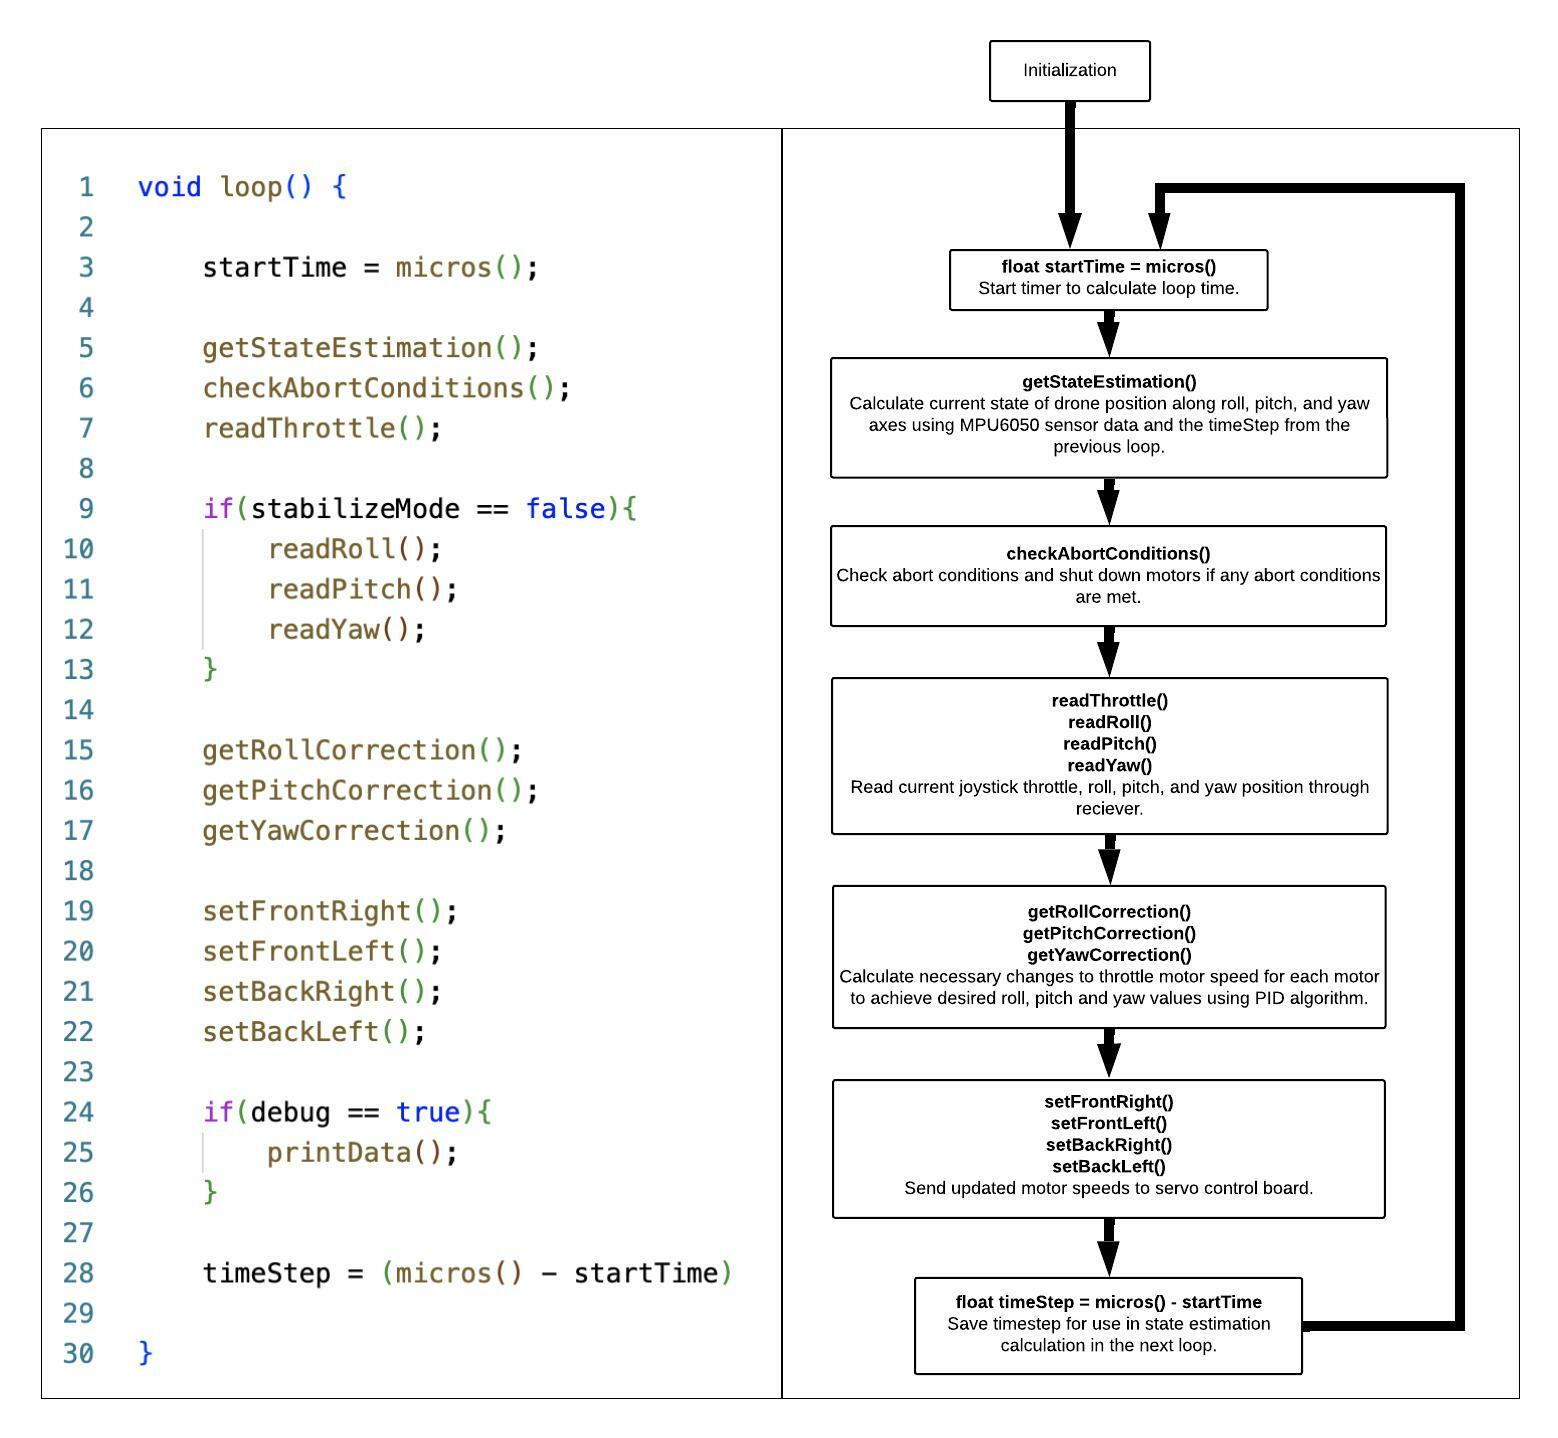 Initialization
1 void loop() {
2
3 startTime = micros();
4
5 getStateEstimation();
6 checkAbortConditions();
7 readThrottle();
8
9 if(stabilizeMode == false){
10 readRoll();
11 readPitch();
12 readYaw();
13 }
14
15 getRollCorrection();
16 getPitchCorrection();
17 getYawCorrection();
18
19 setFrontRight();
20 setFrontLeft();
21 setBackRight();
22 setBackLeft();
23
24 if(debug == true){
25 printData();
26 }
27
28 timeStep = (micros() – startTime)
29
30 }
float startTime = micros()
Start timer to calculate loop time.
getStateEstimation()
Calculate current state of drone position along roll, pitch, and yaw
axes using MPU6050 sensor data and the timeStep from the
previous loop.
checkAbortConditions()
Check abort conditions and shut down motors if any abort conditions
are met.
readThrottle()
readRoll()
readPitch()
readYaw()
Read current joystick throttle, roll, pitch, and yaw position through
reciever.
getRollCorrection()
getPitchCorrection()
getYawCorrection()
Calculate necessary changes to throttle motor speed for each motor
to achieve desired roll, pitch and yaw values using PID algorithm.
setFrontRight()
setFrontLeft()
setBackRight()
setBackLeft()
Send updated motor speeds to servo control board.
float timeStep = micros() - startTime
Save timestep for use in state estimation
calculation in the next loop.